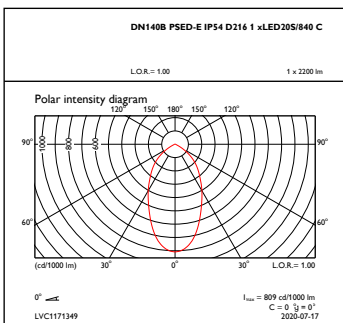 DN140B PSED-E IP54 D216 1 xLED20S/840 C
L.O.R.= 1.00 1 x 2200 lm
Polar intensity diagram
120° 150° 180° 150° 120°
90° 1000 800 600 90°
60° 60°
(cd/1000 lm) 30° 0° 30° L.O.R.= 1.00
0° Imax = 809 cd/1000 lm
LVC1171349 2020-07-17